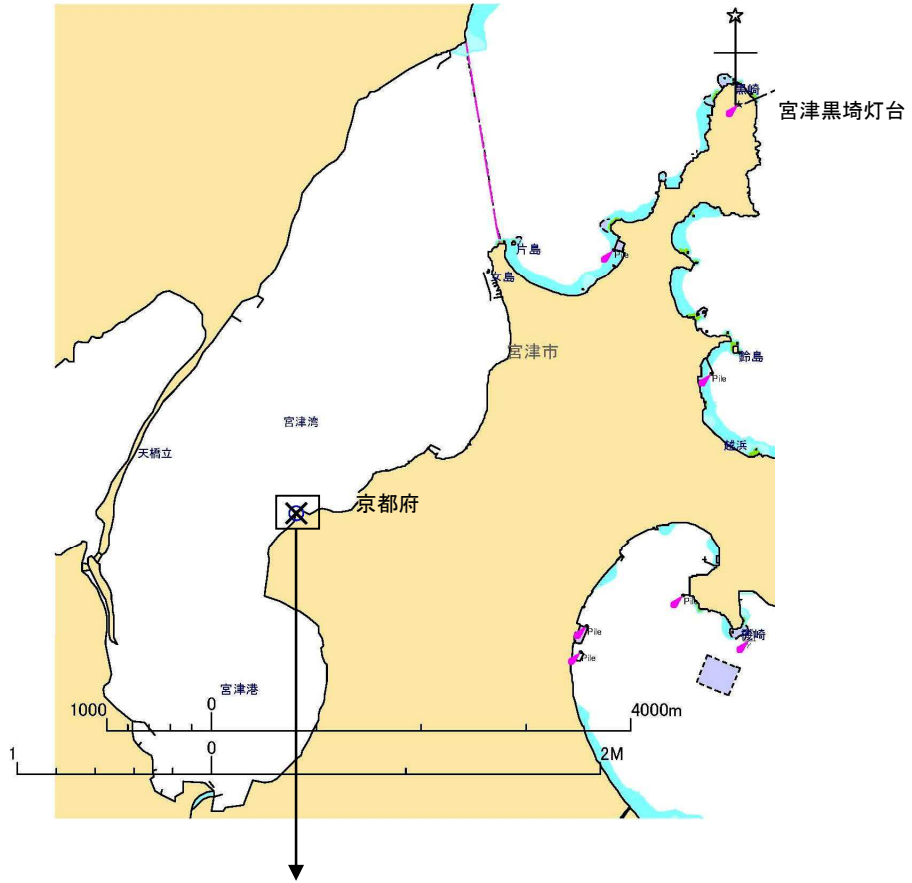 黒崎
宮津黒埼灯台
片島
Pile
女島
宮津市
鈴島
Pile
宮津湾
天橋立
越浜
京都府
Pile
Pile
Pile
宮津港
1000
0
4000m
1
0
2M